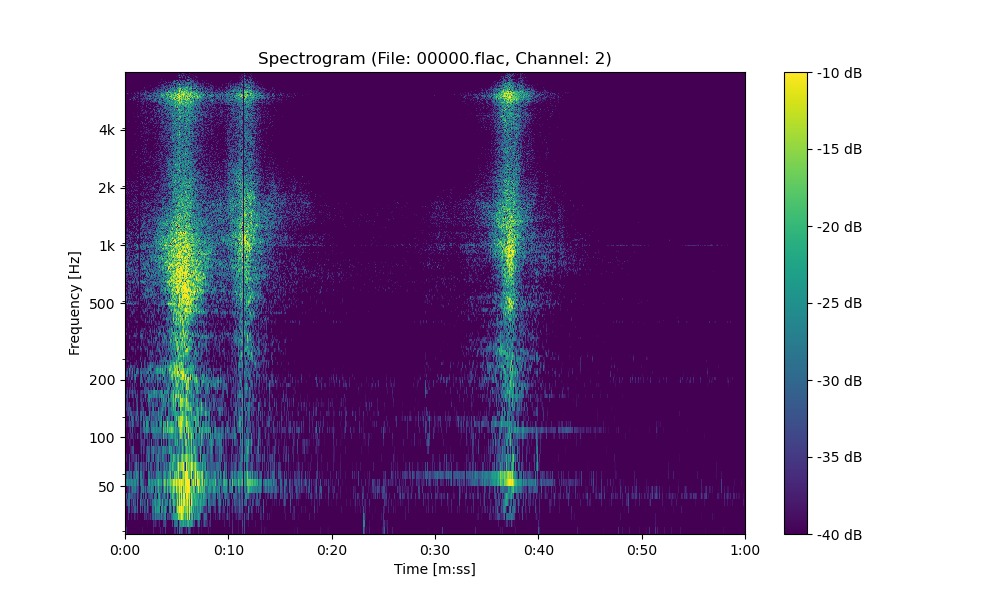 Spectrogram (File: 00000.flac, Channel: 2)
Frequency [Hz]
4k
2k
1k
500
200
100
50
0:00 0:10 0:20 0:30 0:40 0:50 1:00
Time [m:ss]
-10 dB
-15 dB
-20 dB
-25 dB
-30 dB
-35 dB
-40 dB